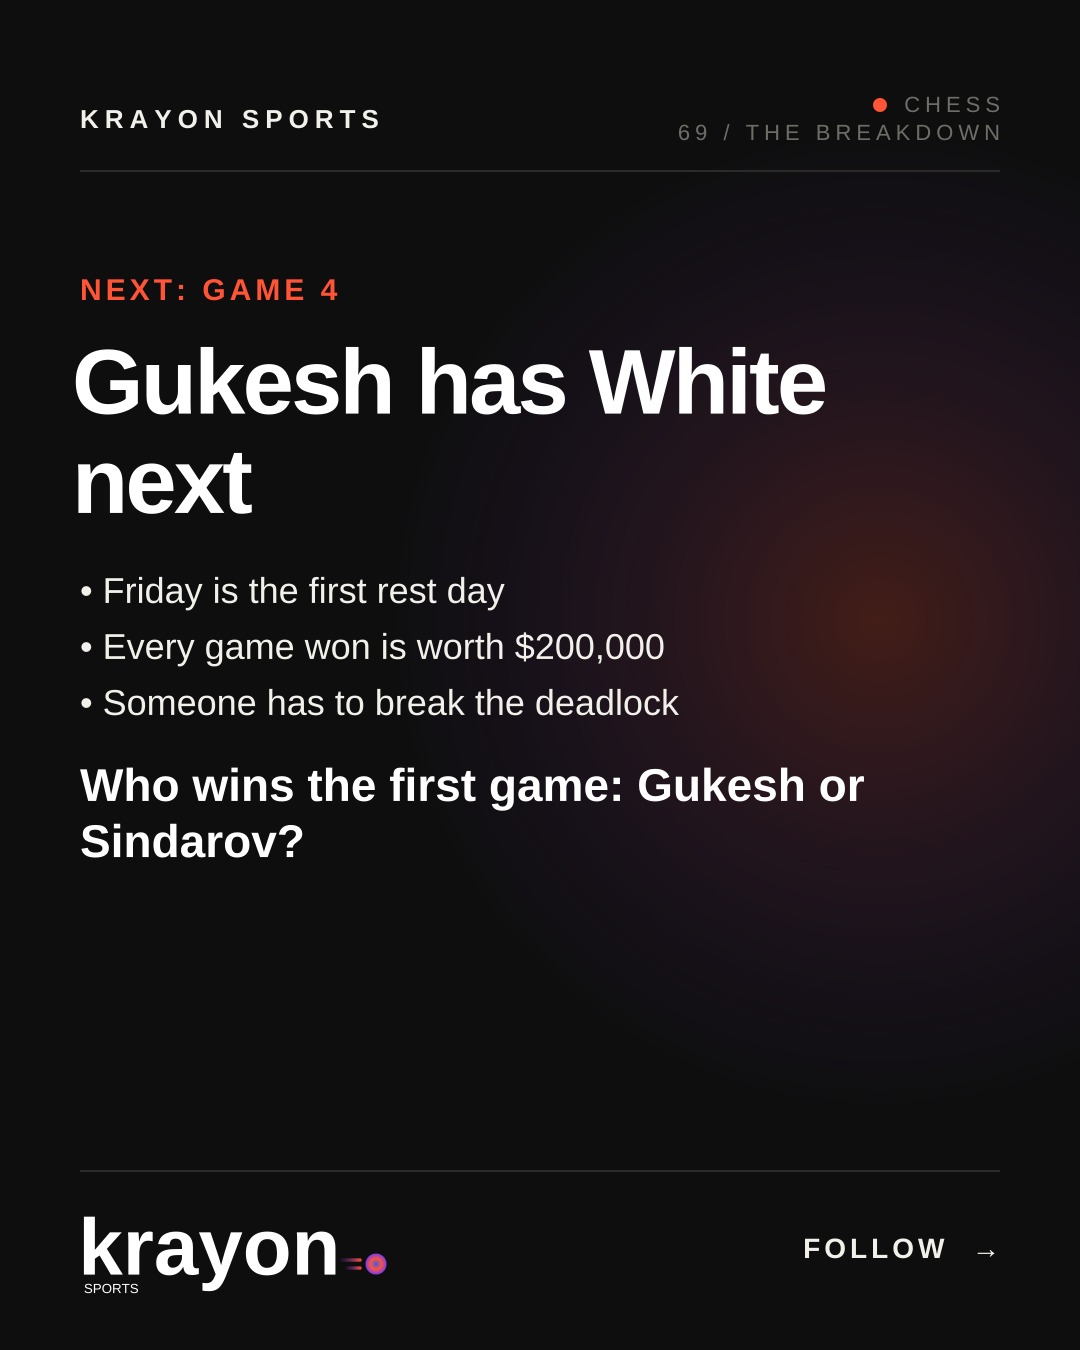 KRAYON SPORTS
CHESS
69 / THE BREAKDOWN
NEXT: GAME 4
Gukesh has White
next
• Friday is the first rest day
• Every game won is worth $200,000
• Someone has to break the deadlock
Who wins the first game: Gukesh or
Sindarov?
krayon
SPORTS
FOLLOW →